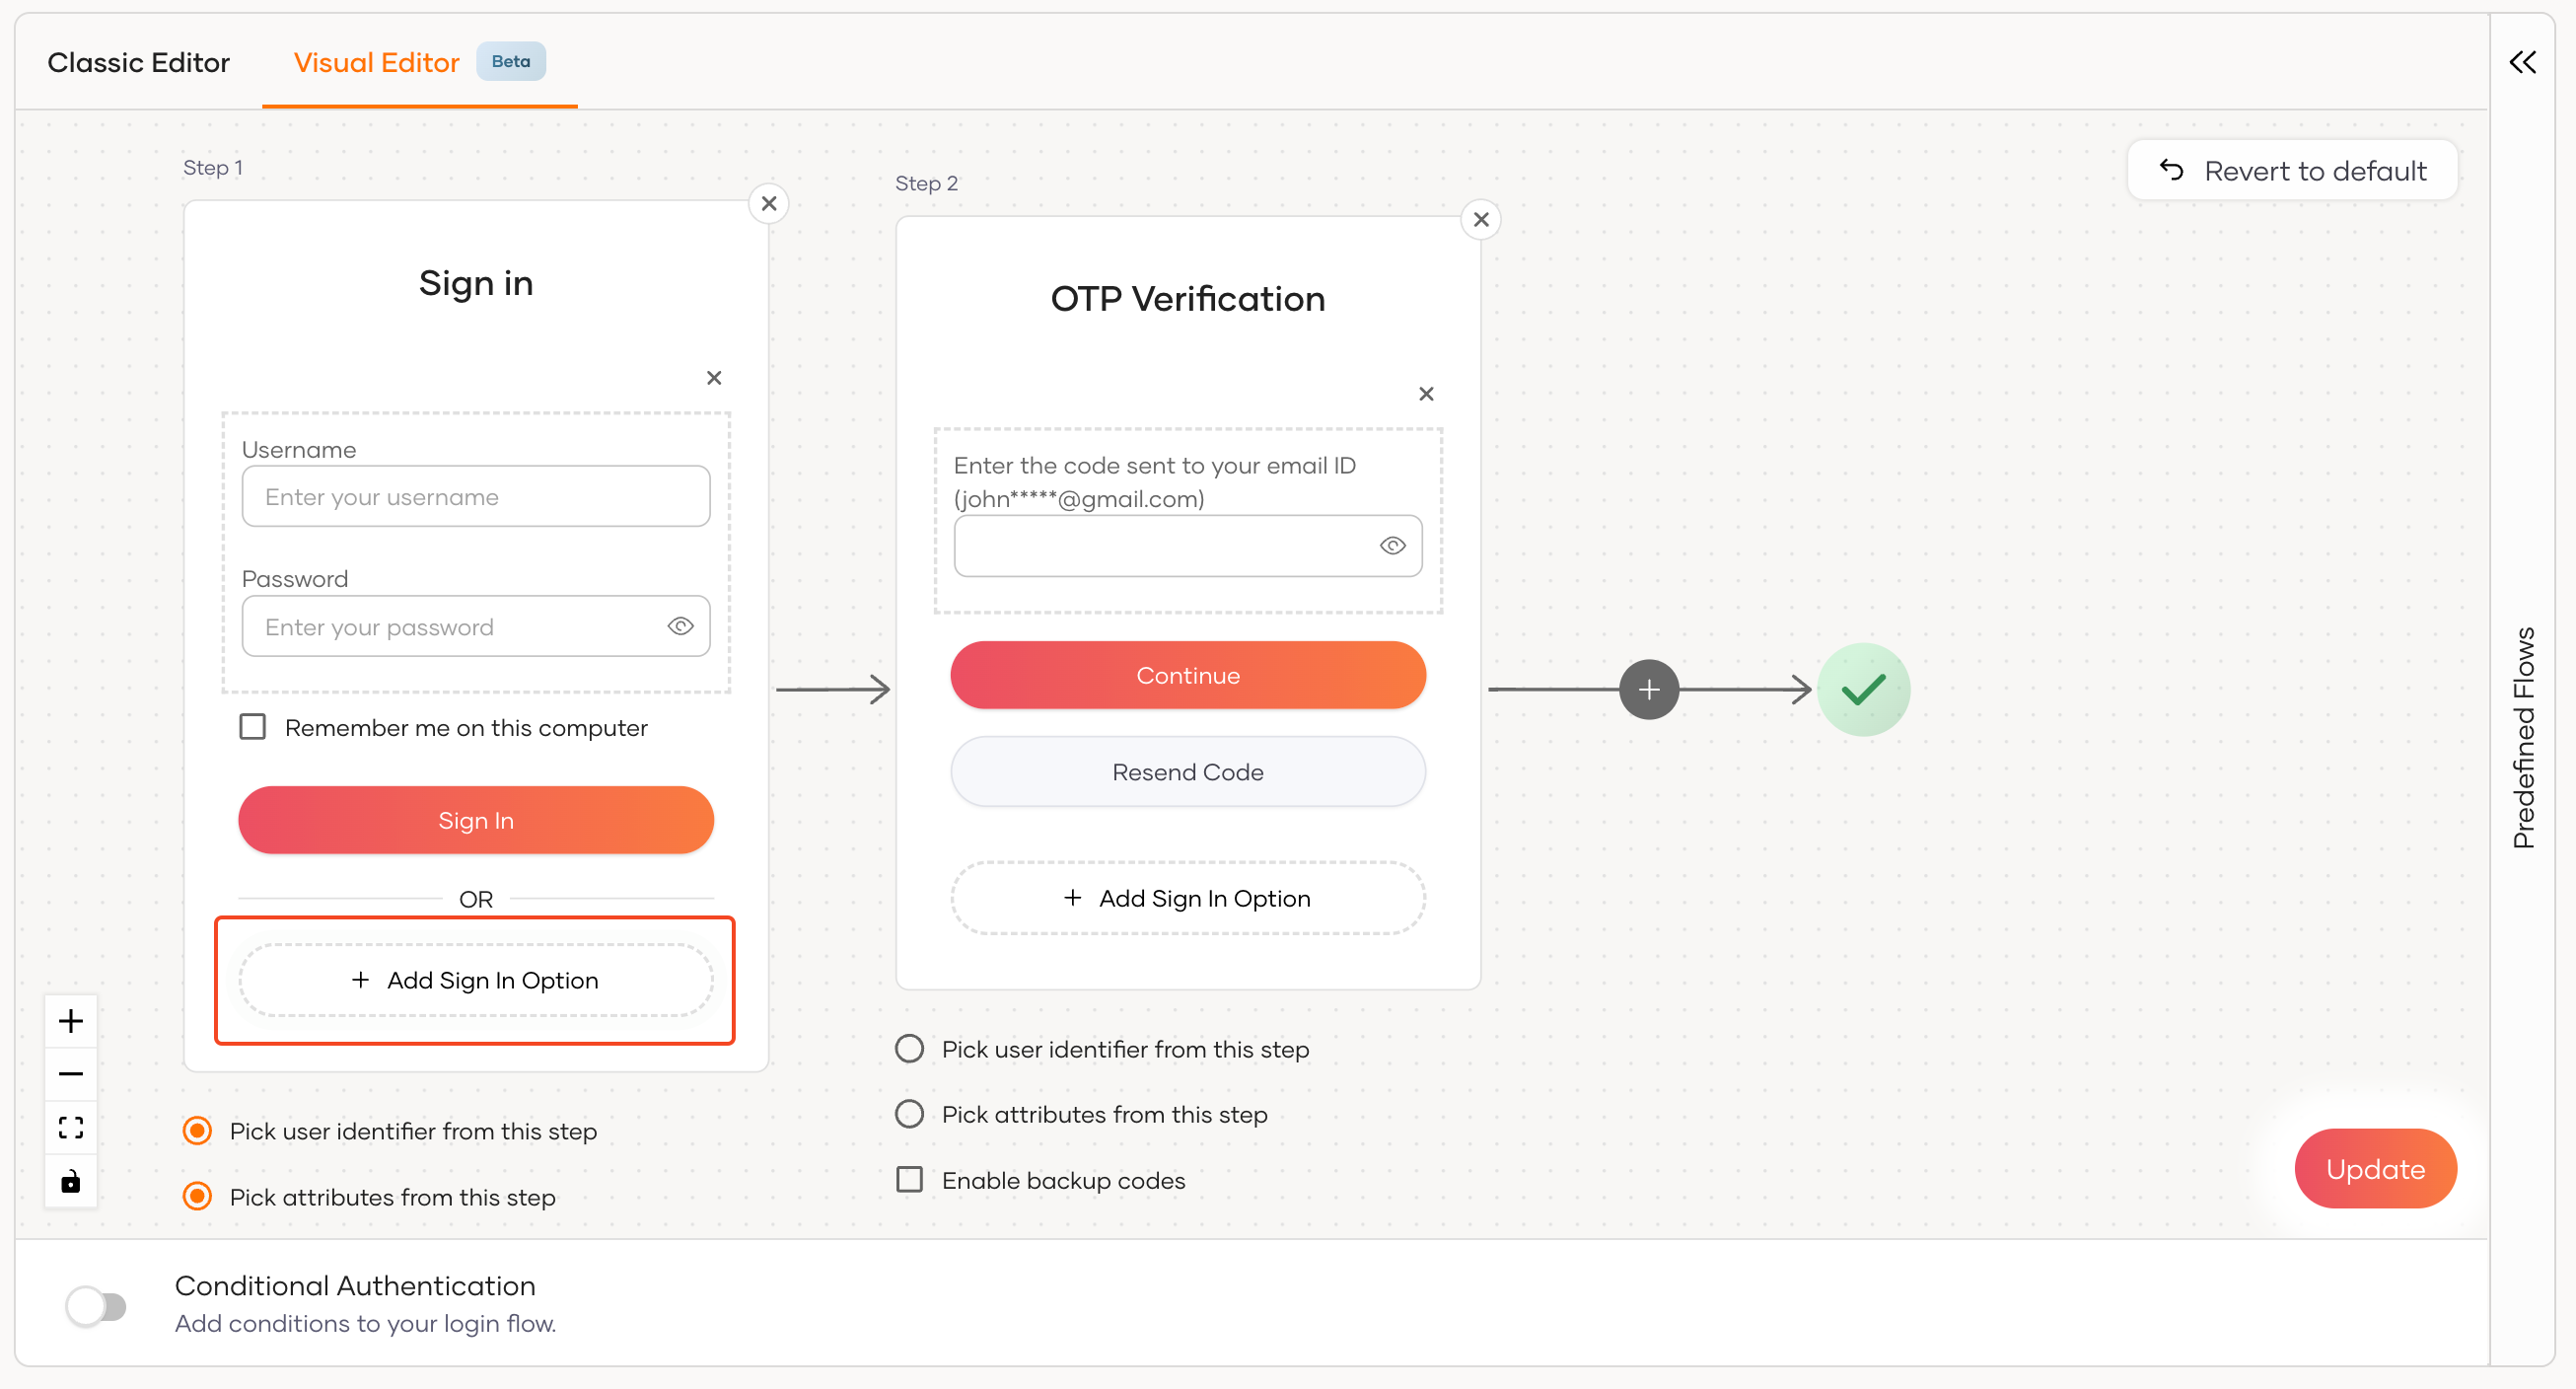 Classic Editor
Visual Editor
Beta
Revert to default
Step 1
Sign in
Username
Enter your username
Password
Enter your password
Remember me on this computer
Sign In
OR
+ Add Sign In Option
Pick user identifier from this step
Pick attributes from this step
Step 2
OTP Verification
Enter the code sent to your email ID
(john*****@gmail.com)
Continue
Resend Code
+ Add Sign In Option
Pick user identifier from this step
Pick attributes from this step
Enable backup codes
Update
Conditional Authentication
Add conditions to your login flow.
Predefined Flows